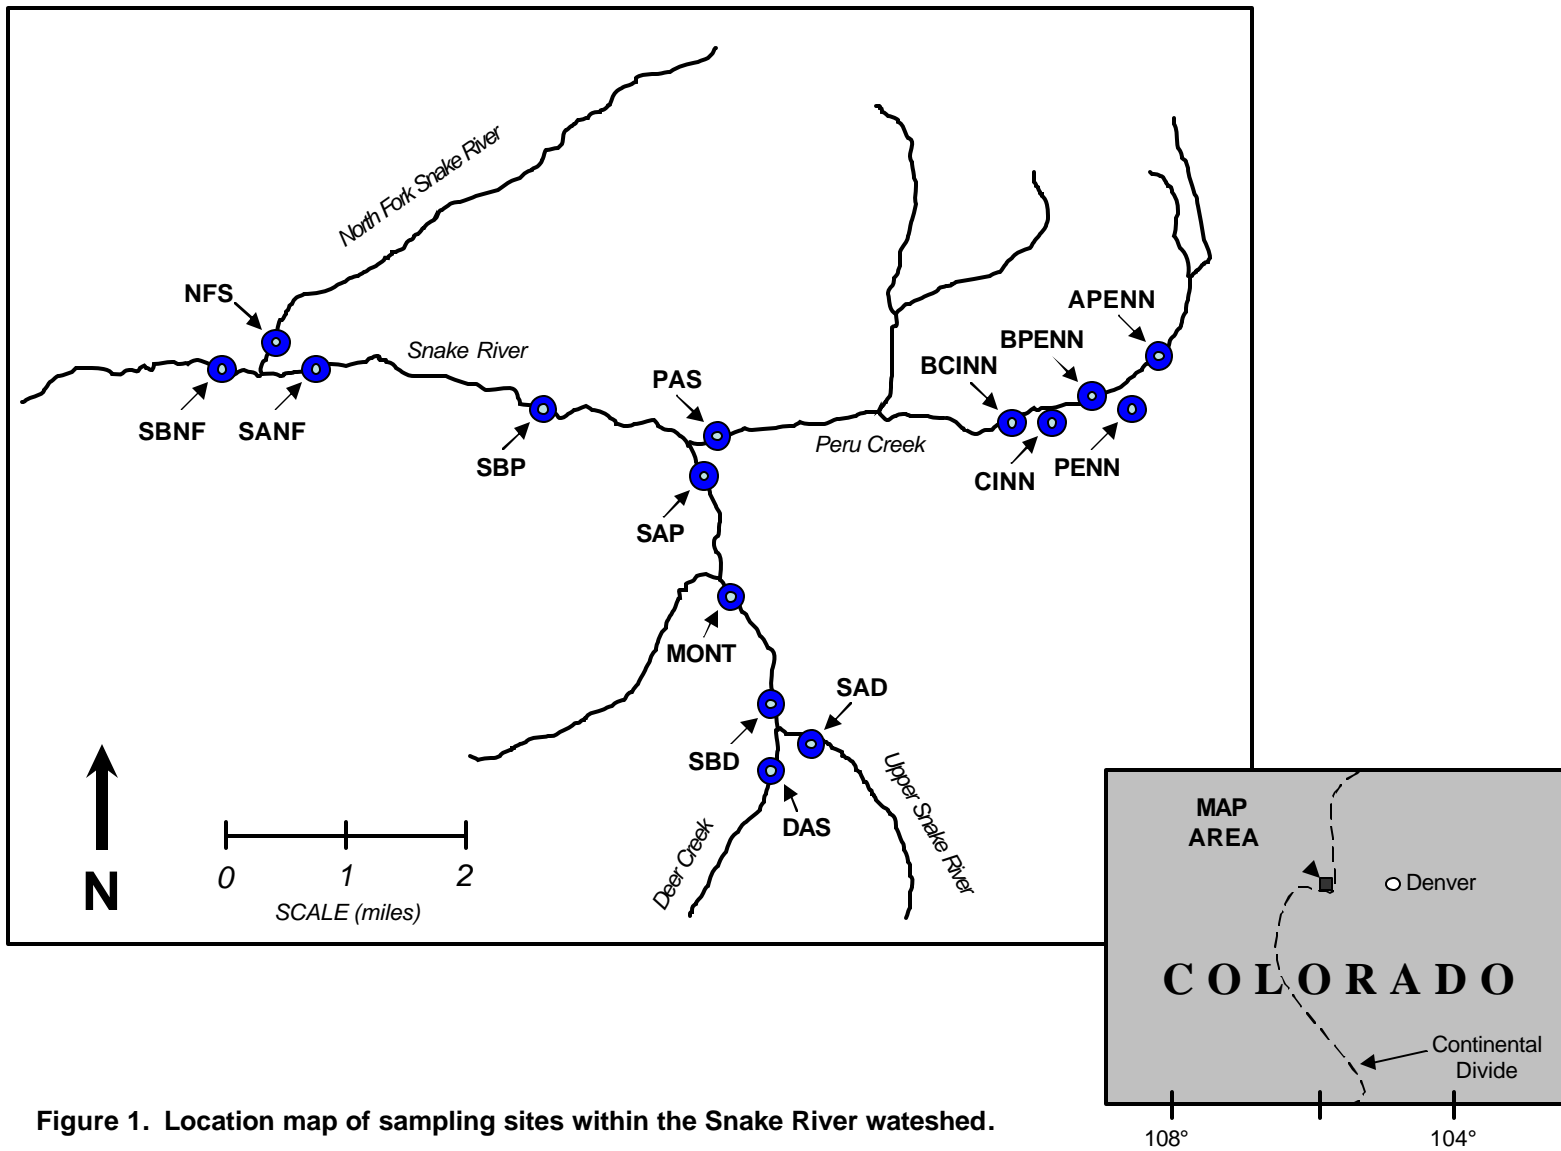 North Fork Snake River
NFS
APENN
BPENN
Snake River
BCINN
PAS
SBNF
SANF
Peru Creek
SBP
PENN
CINN
SAP
MONT
SAD
SBD
Upper Snake River
DAS
Deer Creek
N
0 1 2
SCALE (miles)
MAP
AREA
Denver
COLORADO
Continental
Divide
108° 104°
Figure 1. Location map of sampling sites within the Snake River wateshed.